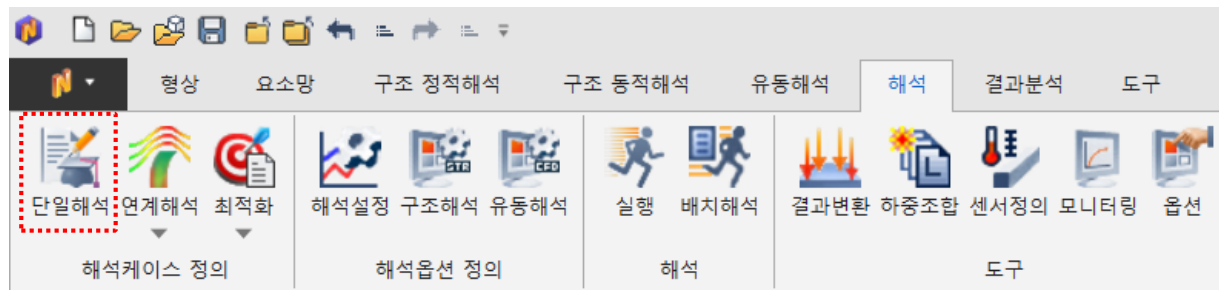 형상 요소망 구조 정적해석 구조 동적해석 유동해석 해석 결과분석 도구
STR CFD
단일해석 연계해석 최적화 해석설정 구조해석 유동해석 실행 배치해석 결과변환 하중조합 센서정의 모니터링 옵션
해석케이스 정의 해석옵션 정의 해석 도구